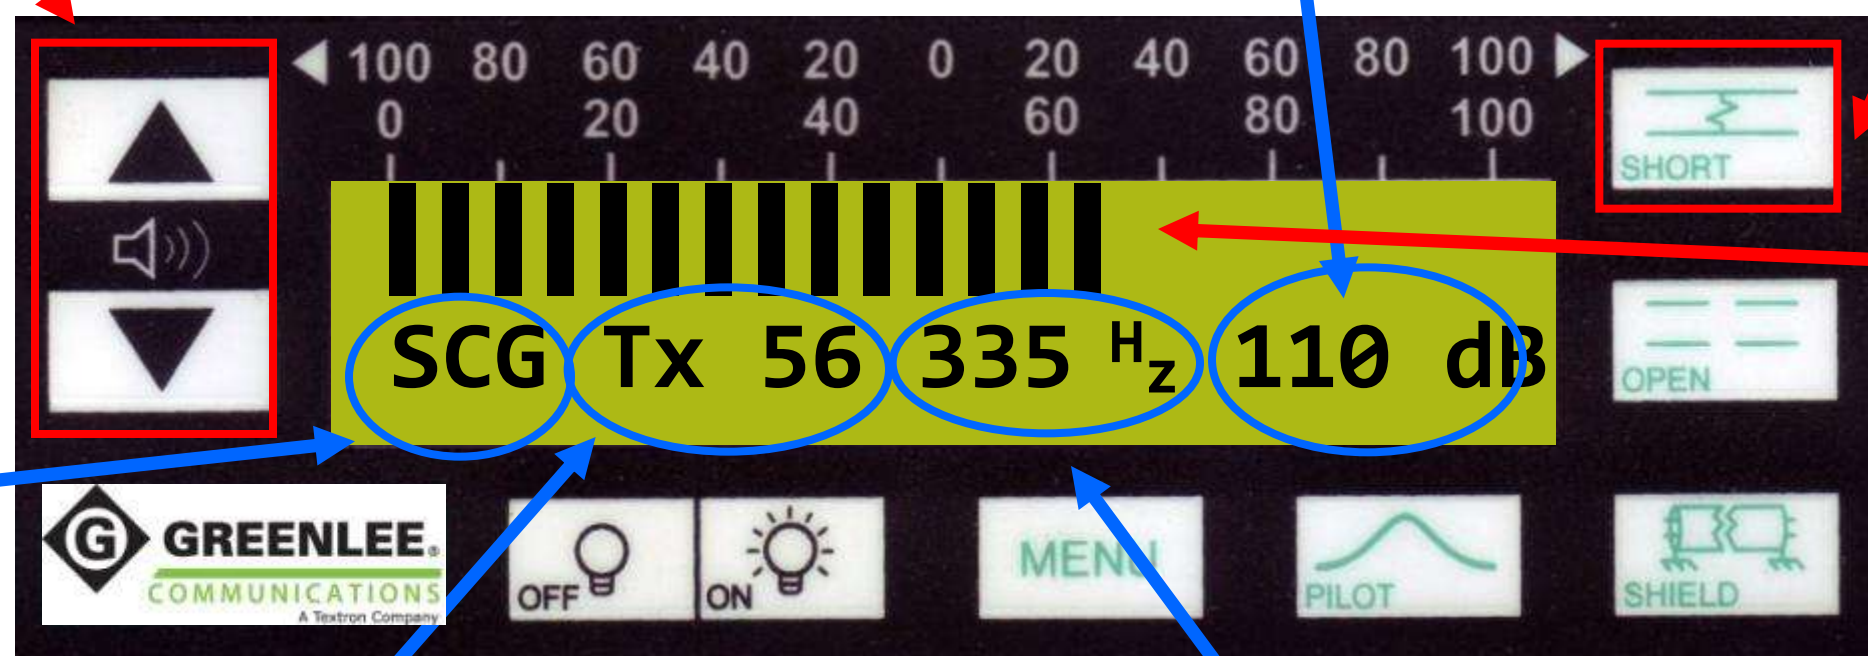 100 80 60 40 20 0 20 40 60 80 100
0 20 40 60 80 100
SHORT
SCG Tx 56 335 Hz 110 dB
OPEN
G GREENLEE®
COMMUNICATIONS
A Textron Company
OFF
ON
MENU
PILOT
SHIELD